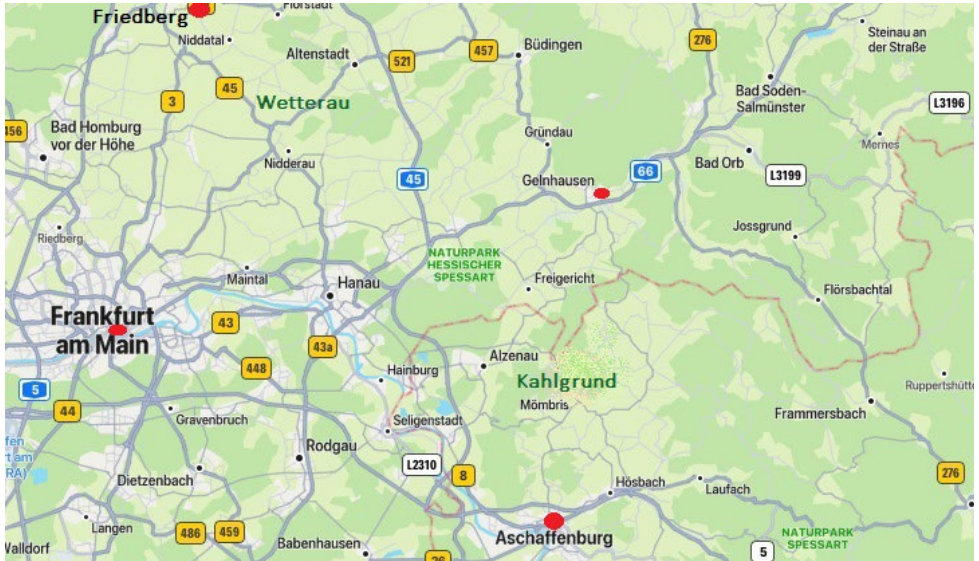 Friedberg
Florstadt
Niddatal
Altenstadt
521
457
Büdingen
276
Steinau an
der Straße
45
Wetterau
3
456
Bad Homburg
vor der Höhe
Bad Soden-
Salmünster
L3196
Gründau
Mernes
Nidderau
45
Gelnhausen
66
Bad Orb
L3199
Riedberg
Jossgrund
NATURPARK
HESSISCHER
SPESSART
Maintal
Hanau
Freigericht
Flörsbachtal
Frankfurt
am Main
43
43a
Alzenau
448
Hainburg
Kahlgrund
Ruppertshütte
5
44
Mömbris
Gravenbruch
Seligenstadt
Frammersbach
Rodgau
L2310
8
Dietzenbach
Hösbach
Laufach
276
Langen
486
459
Aschaffenburg
NATURPARK
SPESSART
Walldorf
Babenhausen
5
26